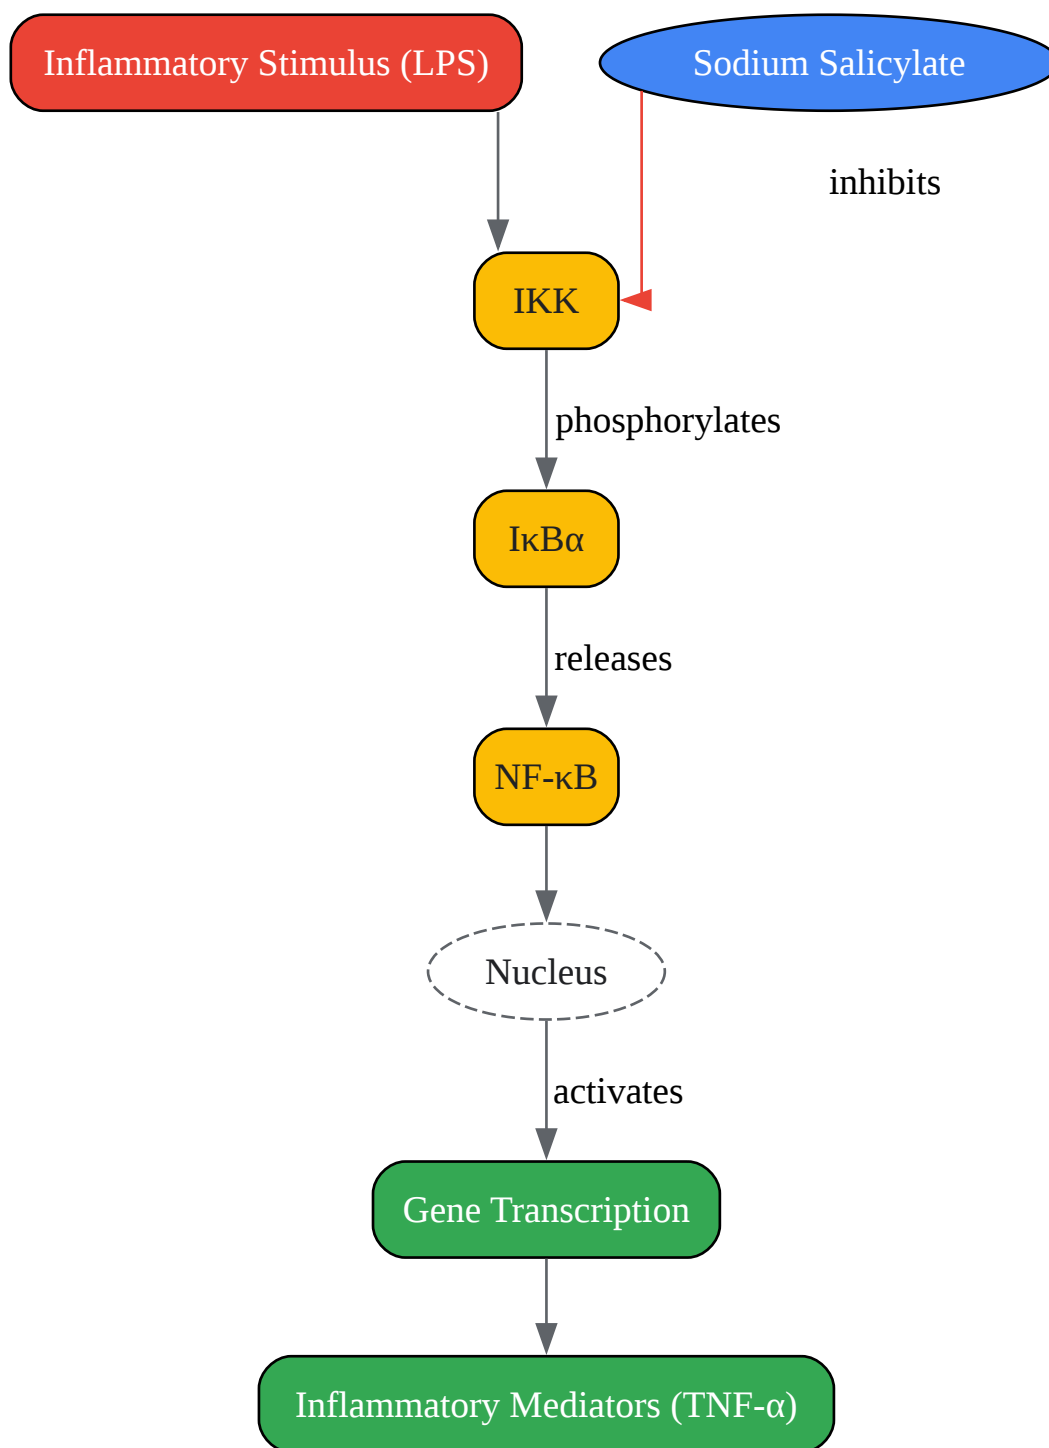 Inflammatory Stimulus (LPS)
Sodium Salicylate
inhibits
IKK
phosphorylates
IκBα
releases
NF-κB
Nucleus
activates
Gene Transcription
Inflammatory Mediators (TNF-α)